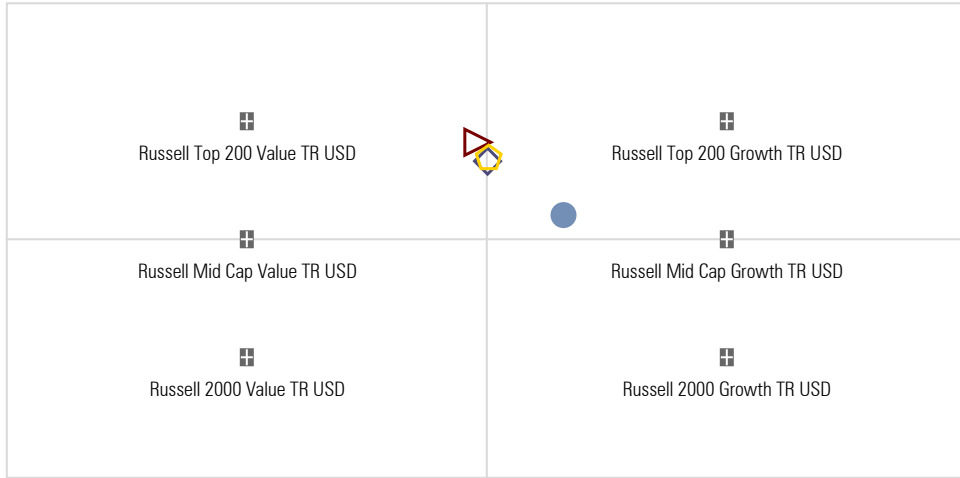 Russell Top 200 Value TR USD
Russell Top 200 Growth TR USD
Russell Mid Cap Value TR USD
Russell Mid Cap Growth TR USD
Russell 2000 Value TR USD
Russell 2000 Growth TR USD